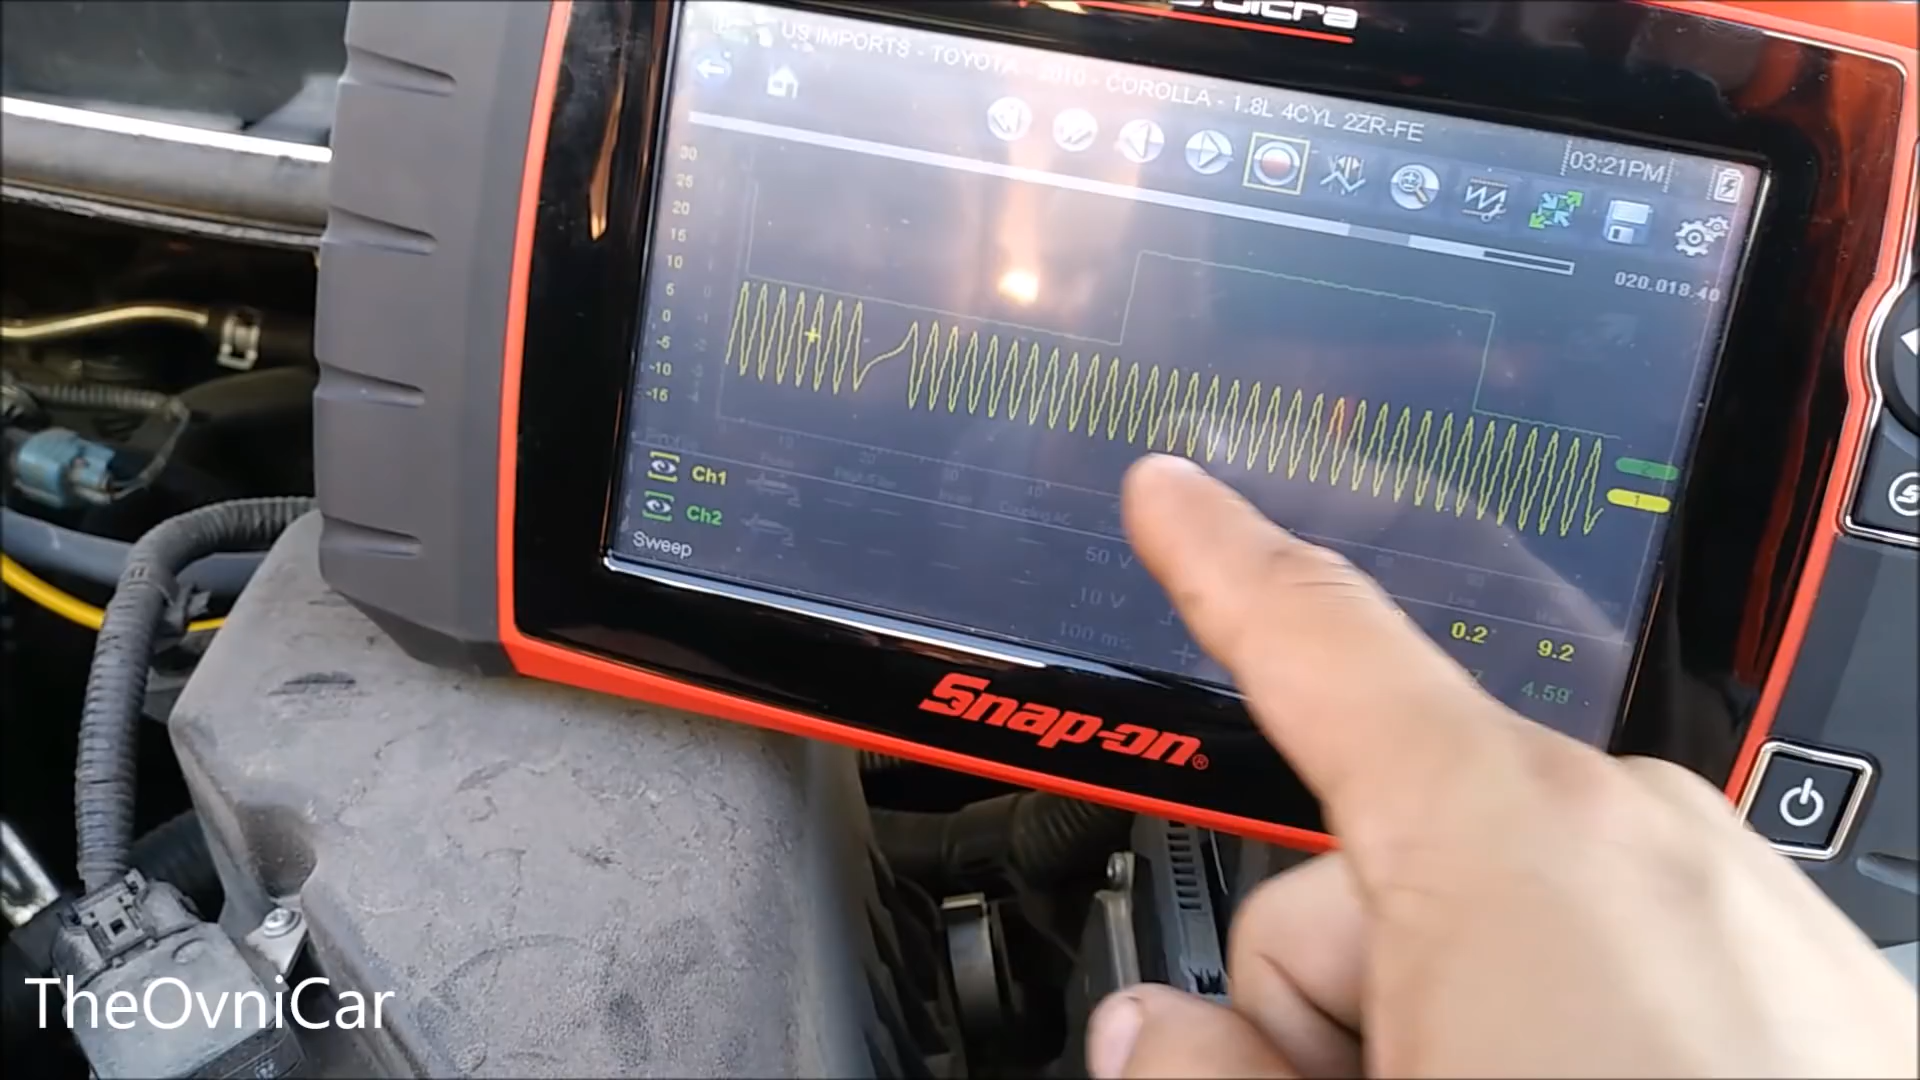 US IMPORTS - TOYOTA - 2010 - COROLLA - 1.8L 4CYL 2ZR-FE
03:21PM
020.018.40
30
25
20
15
10
5
0
-5
-10
-15
Ch1
50 V
0.2
9.2
Ch2
10 V
4.59
Sweep
100 ms
1
Snap-on®
TheOvniCar